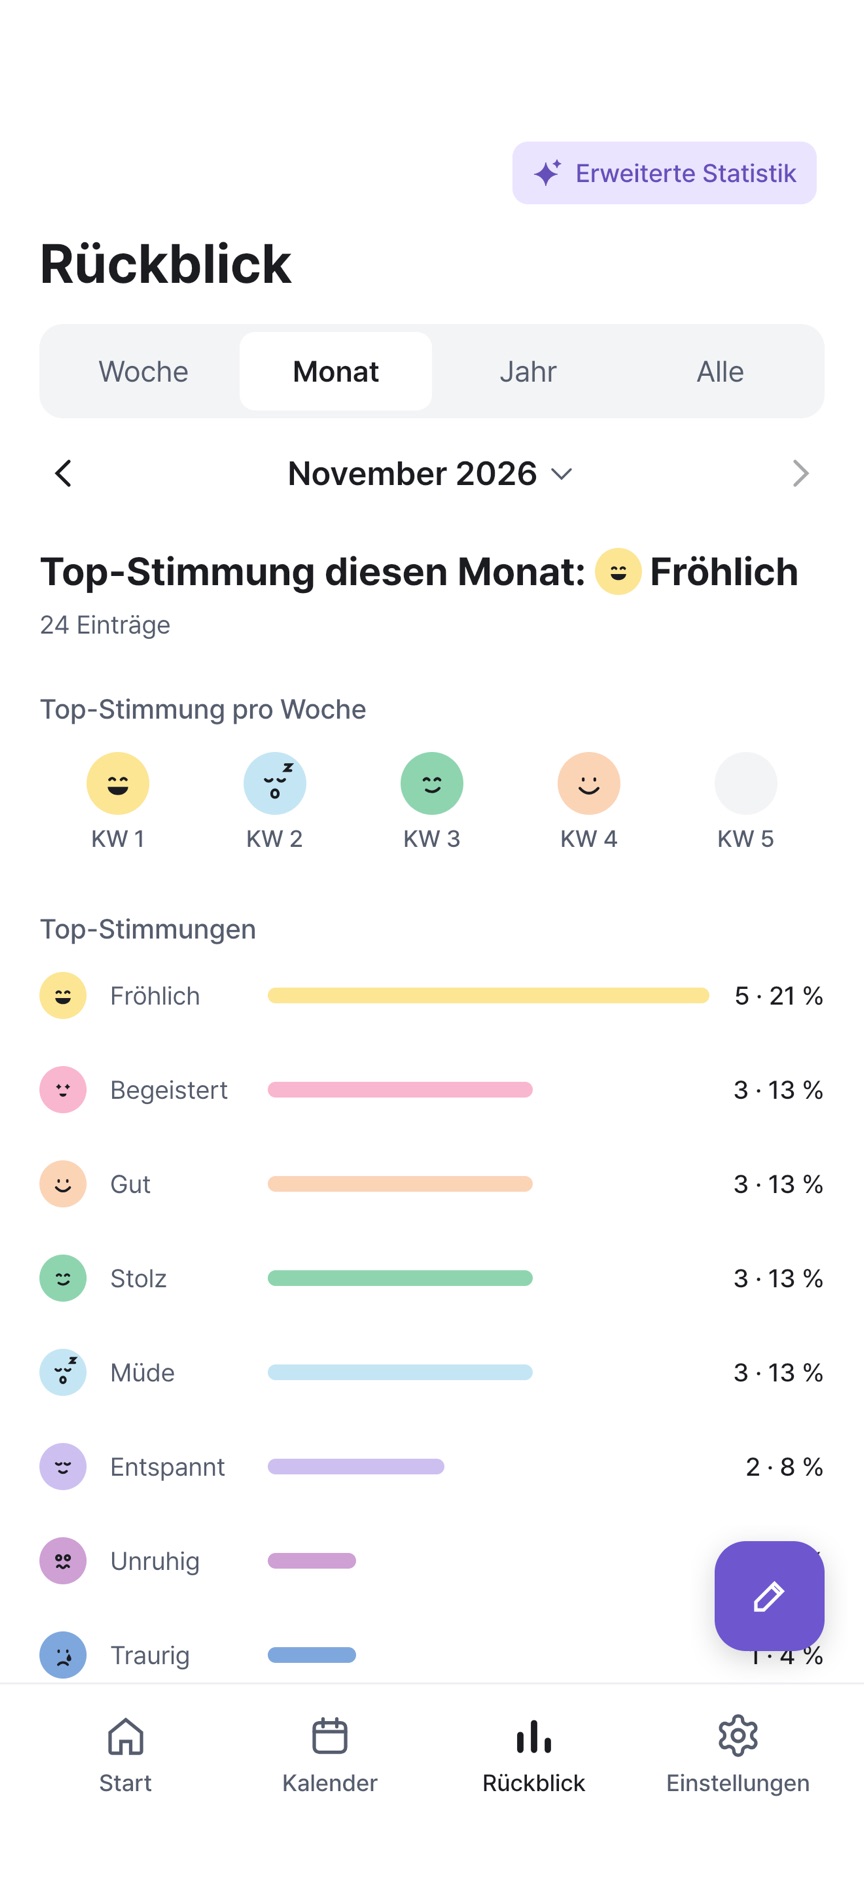 Erweiterte Statistik
Rückblick
Woche Monat Jahr Alle
November 2026
Top-Stimmung diesen Monat: Fröhlich
24 Einträge
Top-Stimmung pro Woche
KW 1 KW 2 KW 3 KW 4 KW 5
Top-Stimmungen
Fröhlich 5 · 21 %
Begeistert 3 · 13 %
Gut 3 · 13 %
Stolz 3 · 13 %
Müde 3 · 13 %
Entspannt 2 · 8 %
Unruhig
Traurig 1 · 4 %
Start Kalender Rückblick Einstellungen